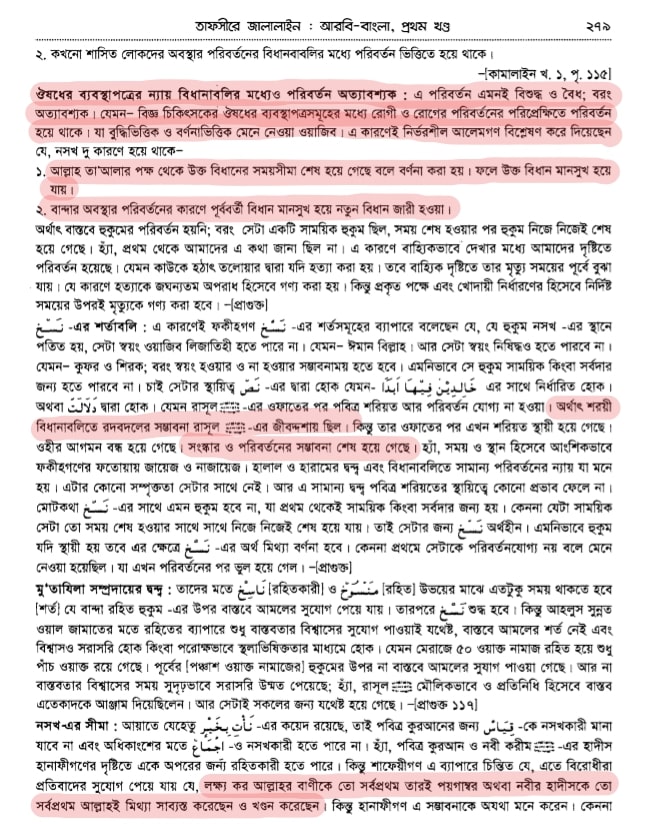 তাফসীরে জালালাইন : আরবি-বাংলা, প্রথম খণ্ড ২৭৯
২. কখনো শাসিত লোকদের অবস্থার পরিবর্তনের বিধানাবলির মধ্যে পরিবর্তন ভিত্তিতে হয়ে থাকে।
-[কামালাইন খ. ১, পৃ. ১১৫]
ঔষধের ব্যবস্থাপত্রের ন্যায় বিধানাবলির মধ্যেও পরিবর্তন অত্যাবশ্যক : এ পরিবর্তন এমনই বিশুদ্ধ ও বৈধ; বরং
অত্যাবশ্যক। যেমন- বিজ্ঞ চিকিৎসকের ঔষধের ব্যবস্থাপত্রসমূহের মধ্যে রোগী ও রোগের পরিবর্তনের পরিপ্রেক্ষিতে পরিবর্তন
হয়ে থাকে। যা বুদ্ধিভিত্তিক ও বর্ণনাভিত্তিক মেনে নেওয়া ওয়াজিব। এ কারণেই নির্ভরশীল আলেমগণ বিশ্লেষণ করে দিয়েছেন
যে, নসখ দু কারণে হয়ে থাকে-
১. আল্লাহ তা'আলার পক্ষ থেকে উক্ত বিধানের সময়সীমা শেষ হয়ে গেছে বলে বর্ণনা করা হয়। ফলে উক্ত বিধান মানসুখ হয়ে
যায়।
২. বান্দার অবস্থার পরিবর্তনের কারণে পূর্ববর্তী বিধান মানসুখ হয়ে নতুন বিধান জারী হওয়া।
অর্থাৎ বাস্তবে হুকুমের পরিবর্তন হয়নি; বরং সেটা একটি সাময়িক হুকুম ছিল, সময় শেষ হওয়ার পর হুকুম নিজে নিজেই শেষ
হয়ে গেছে। হ্যাঁ, প্রথম থেকে আমাদের এ কথা জানা ছিল না। এ কারণে বাহ্যিকভাবে দেখার মধ্যে আমাদের দৃষ্টিতে
পরিবর্তন হয়েছে। যেমন কাউকে হঠাৎ তলোয়ার দ্বারা যদি হত্যা করা হয়। তবে বাহ্যিক দৃষ্টিতে তার মৃত্যু সময়ের পূর্বে বুঝা
যায়। যে কারণে হত্যাকে জঘন্যতম অপরাধ হিসেবে গণ্য করা হয়। কিন্তু প্রকৃত পক্ষে এবং খোদায়ী নির্ধারণের হিসেবে নির্দিষ্ট
সময়ের উপরই মৃত্যুকে গণ্য করা হবে। -[প্রাগুক্ত]
نَسْخ -এর শর্তাবলি : এ কারণেই ফকীহগণ نَسْخ -এর শর্তসমূহের ব্যাপারে বলেছেন যে, যে হুকুম নসখ -এর স্থানে
পতিত হয়, সেটা স্বয়ং ওয়াজিব লিজাতিহী হতে পারে না। যেমন- ঈমান বিল্লাহ। আর সেটা স্বয়ং নিষিদ্ধও হতে পারবে না।
যেমন- কুফর ও শিরক; বরং স্বয়ং হওয়ার ও না হওয়ার সম্ভাবনাময় হতে হবে। এমনিভাবে সে হুকুম সাময়িক কিংবা সর্বদার
জন্য হতে পারবে না। চাই সেটার স্থায়িত্ব نَصّ -এর দ্বারা হোক যেমন- خَالِدِيْنَ فِيْهَا اَبَدًا এর সাথে নির্ধারিত হোক।
অথবা دَلَالَتْ দ্বারা হোক। যেমন রাসূল ﷺ-এর ওফাতের পর পবিত্র শরিয়ত আর পরিবর্তন যোগ্য না হওয়া। অর্থাৎ শরয়ী
বিধানাবলিতে রদবদলের সম্ভাবনা রাসূল ﷺ-এর জীবদ্দশায় ছিল। কিন্তু তার ওফাতের পর এখন শরিয়ত স্থায়ী হয়ে গেছে।
ওহীর আগমন বন্ধ হয়ে গেছে। সংস্কার ও পরিবর্তনের সম্ভাবনা শেষ হয়ে গেছে। হ্যাঁ, সময় ও স্থান হিসেবে আংশিকভাবে
ফকীহগণের ফতোয়ায় জায়েজ ও নাজায়েজ। হালাল ও হারামের দ্বন্দ্ব এবং বিধানাবলিতে সামান্য পরিবর্তনের ন্যায় যা মনে
হয়। এটার কোনো সম্পৃক্ততা সেটার সাথে নেই। আর এ সামান্য দ্বন্দ্ব পবিত্র শরিয়তের স্থায়িত্বে কোনো প্রভাব ফেলে না।
মোটকথা نَسْخ -এর সাথে এমন হুকুম হবে না, যা প্রথম থেকেই সাময়িক কিংবা সর্বদার জন্য হয়। কেননা যেটা সাময়িক
সেটা তো সময় শেষ হওয়ার সাথে সাথে নিজে নিজেই শেষ হয়ে যায়। তাই সেটার জন্য نَسْخ অর্থহীন। এমনিভাবে হুকুম
যদি স্থায়ী হয় তবে এর ক্ষেত্রে نَسْخ -এর অর্থ মিথ্যা বর্ণনা হবে। কেননা প্রথমে সেটাকে পরিবর্তনযোগ্য নয় বলে মেনে
নেওয়া হয়েছিল। যা এখন পরিবর্তনের পর ভুল হয়ে গেল। -[প্রাগুক্ত]
মু'তাযিলা সম্প্রদায়ের দ্বন্দ্ব : তাদের মতে نَاسِخْ [রহিতকারী] ও مَنْسُوْخ [রহিত] উভয়ের মাঝে এতটুকু সময় থাকতে হবে
[শর্ত] যে বান্দা রহিত হুকুম -এর উপর বাস্তবে আমলের সুযোগ পেয়ে যায়। তারপরে نَسْخ শুদ্ধ হবে। কিন্তু আহলুস সুন্নত
ওয়াল জামাতের মতে রহিতের ব্যাপারে শুধু বাস্তবতার বিশ্বাসের সুযোগ পাওয়াই যথেষ্ট, বাস্তবে আমলের শর্ত নেই এবং
বিশ্বাসও সরাসরি হোক কিংবা পরোক্ষভাবে স্থলাভিষিক্ততার মাধ্যমে হোক। যেমন মেরাজে ৫০ ওয়াক্ত নামাজ রহিত হয়ে শুধু
পাঁচ ওয়াক্ত রয়ে গেছে। পূর্বের [পঞ্চাশ ওয়াক্ত নামাজের] হুকুমের উপর না বাস্তবে আমলের সুযাগ পাওয়া গেছে। আর না
বাস্তবতার বিশ্বাসের সময় সুদৃঢ়ভাবে সরাসরি উম্মত পেয়েছে; হ্যাঁ, রাসূল ﷺ মৌলিকভাবে ও প্রতিনিধি হিসেবে বাস্তব
এতেকাদকে আঞ্জাম দিয়েছিলেন। আর সেটাই সকলের জন্য যথেষ্ট হয়ে গেছে। -[প্রাগুক্ত ১১৭]
নসখ-এর সীমা : আয়াতে যেহেতু نَأْتِ بِخَيْرٍ -এর কয়েদ রয়েছে, তাই পবিত্র কুরআনের জন্য قِيَاسْ -কে নসখকারী মানা
যাবে না এবং অধিকাংশের মতে اِجْمَاعْ -ও নসখকারী হতে পারে না। হ্যাঁ, পবিত্র কুরআন ও নবী করীম ﷺ -এর হাদীস
হানাফীগণের দৃষ্টিতে একে অপরের জন্য রহিতকারী হতে পারে। কিন্তু শাফেয়ীগণ এ ব্যাপারে চিন্তিত যে, এতে বিরোধীরা
প্রতিবাদের সুযোগ পেয়ে যায় যে, লক্ষ্য কর আল্লাহর বাণীকে তো সর্বপ্রথম তারই পয়গাম্বর অথবা নবীর হাদীসকে তো
সর্বপ্রথম আল্লাহই মিথ্যা সাব্যস্ত করেছেন ও খণ্ডন করেছেন। কিন্তু হানাফীগণ এ সম্ভাবনাকে অযথা মনে করেন। কেননা